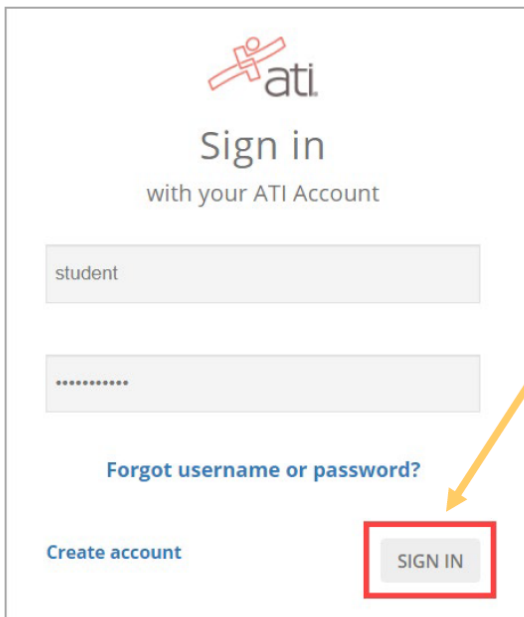 ati
Sign in
with your ATI Account
student
•••••••••••
Forgot username or password?
Create account
SIGN IN